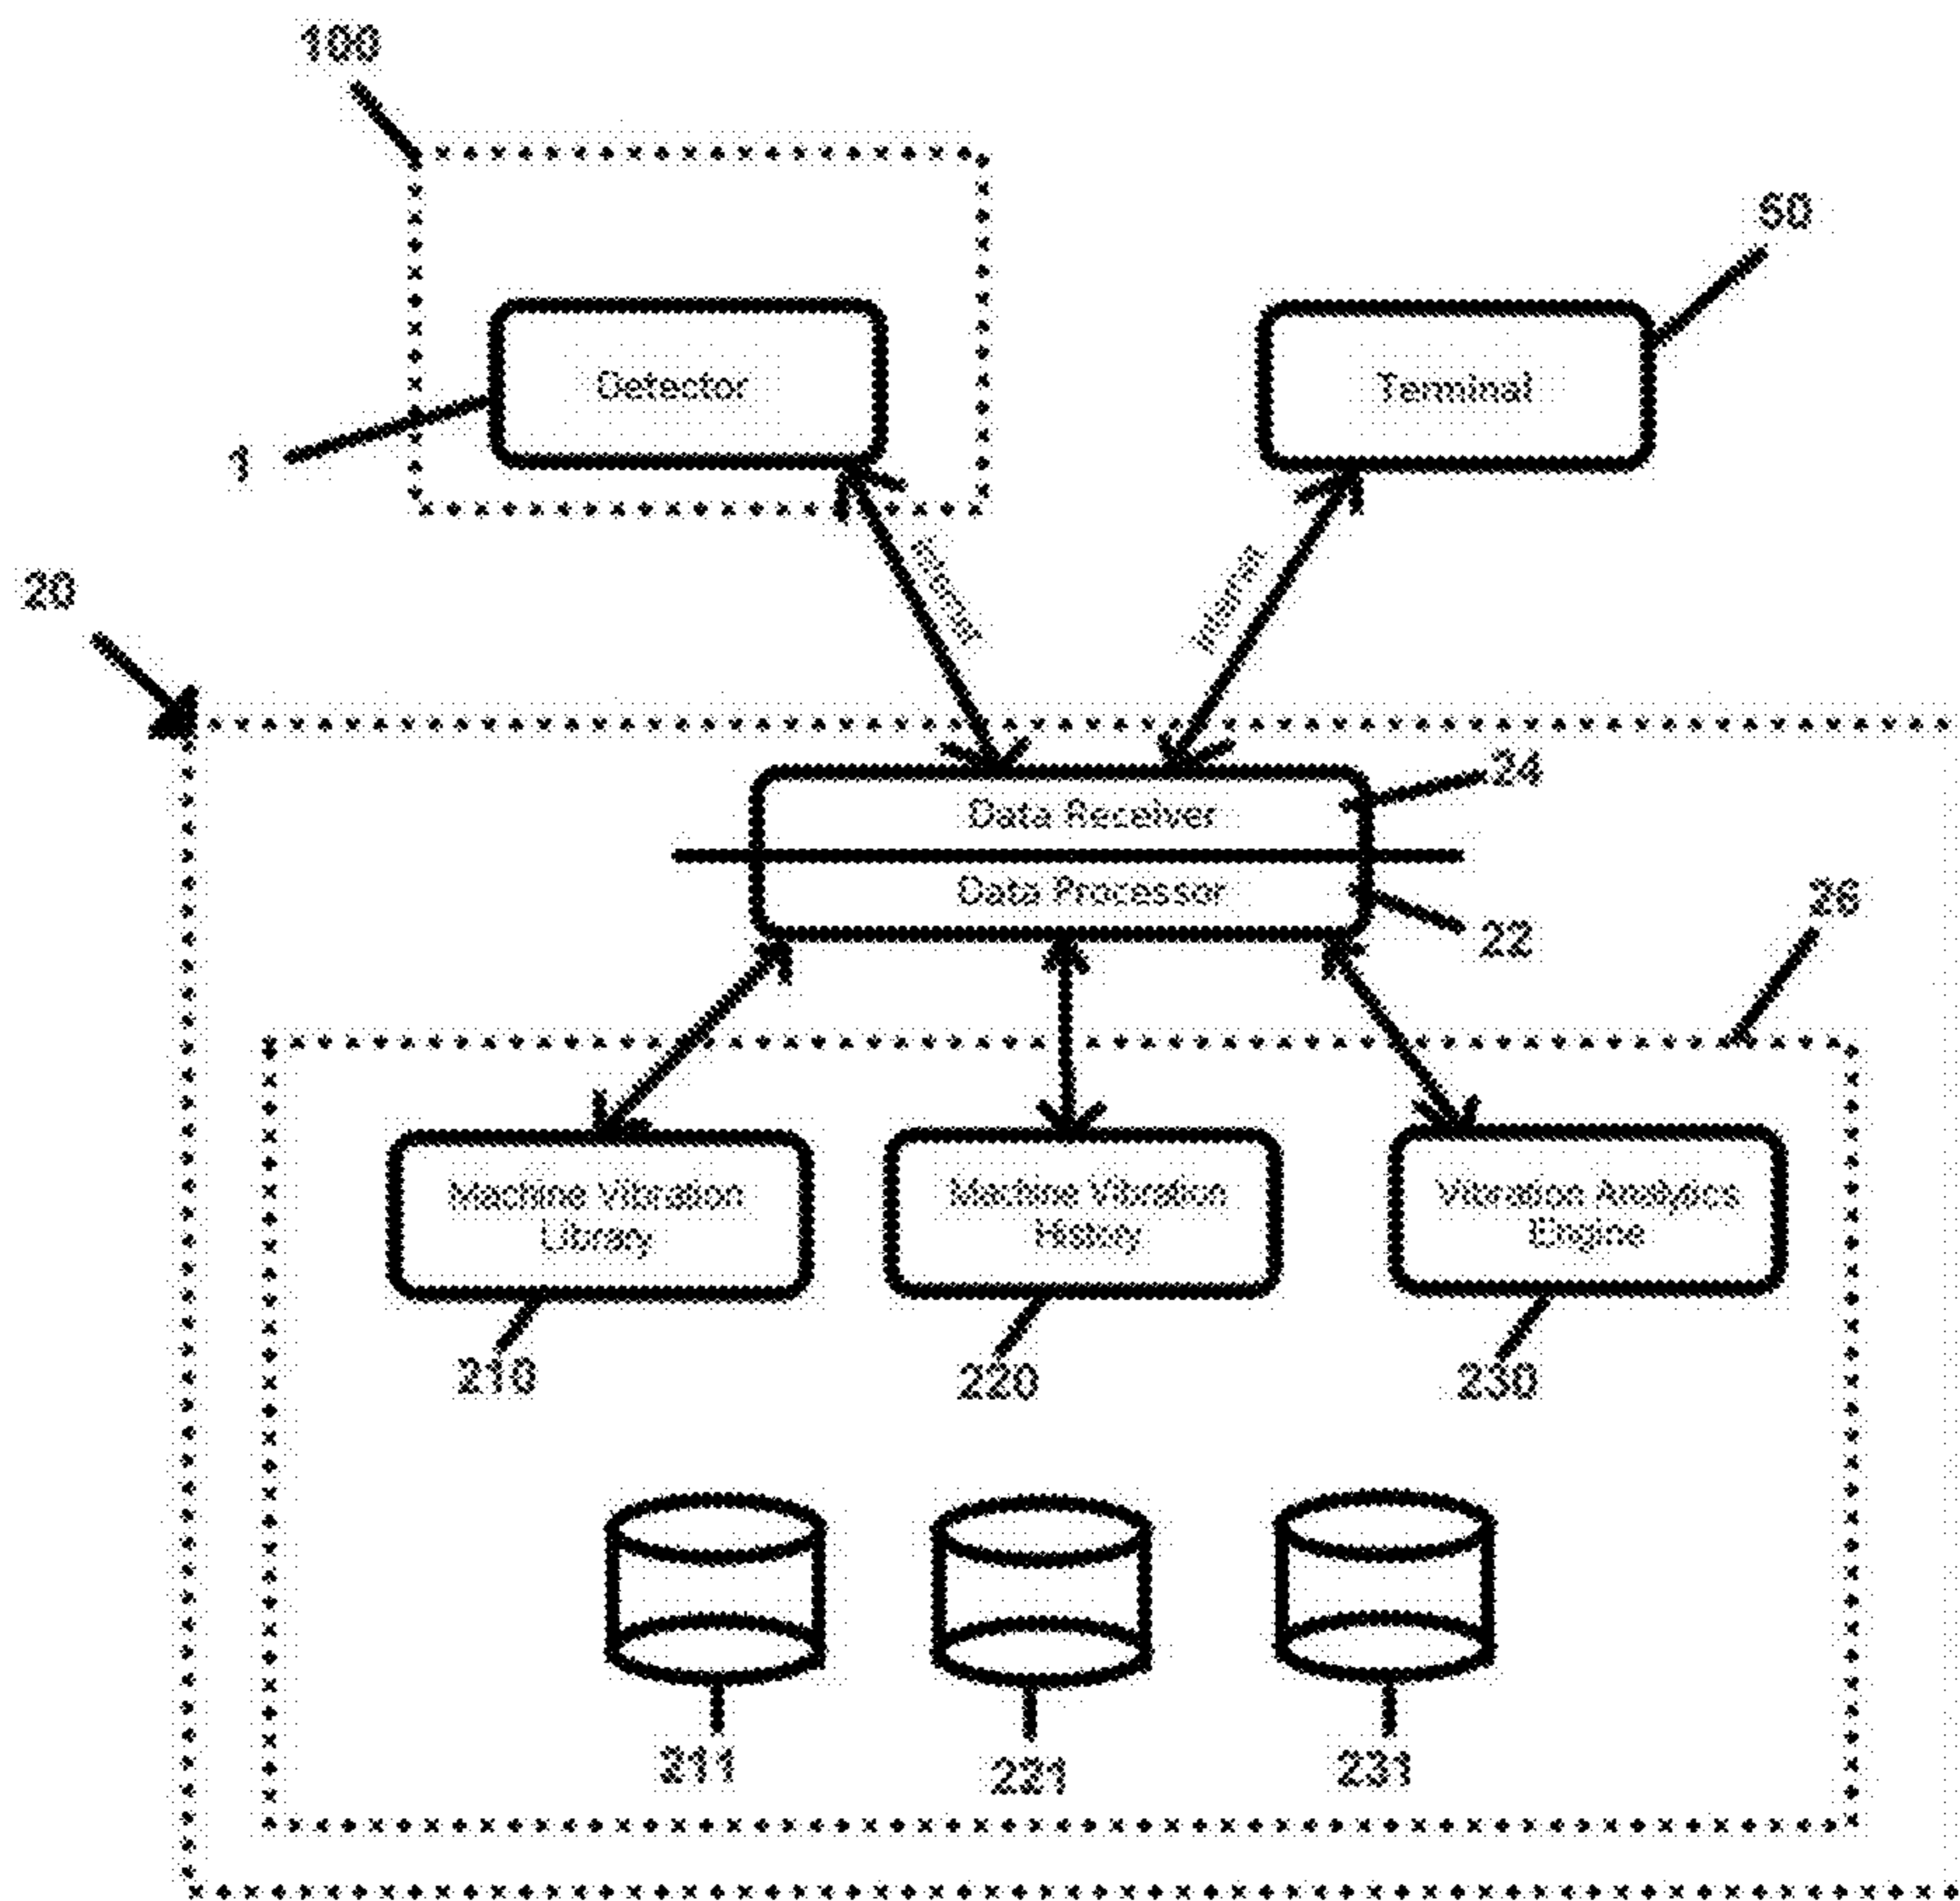 100
50
Detector
Terminal
1
Internet
Internet
20
Data Receiver
24
Data Processor
22
26
Machine Vibration
Library
Machine Vibration
History
Vibration Analytics
Engine
210
220
230
211
221
231